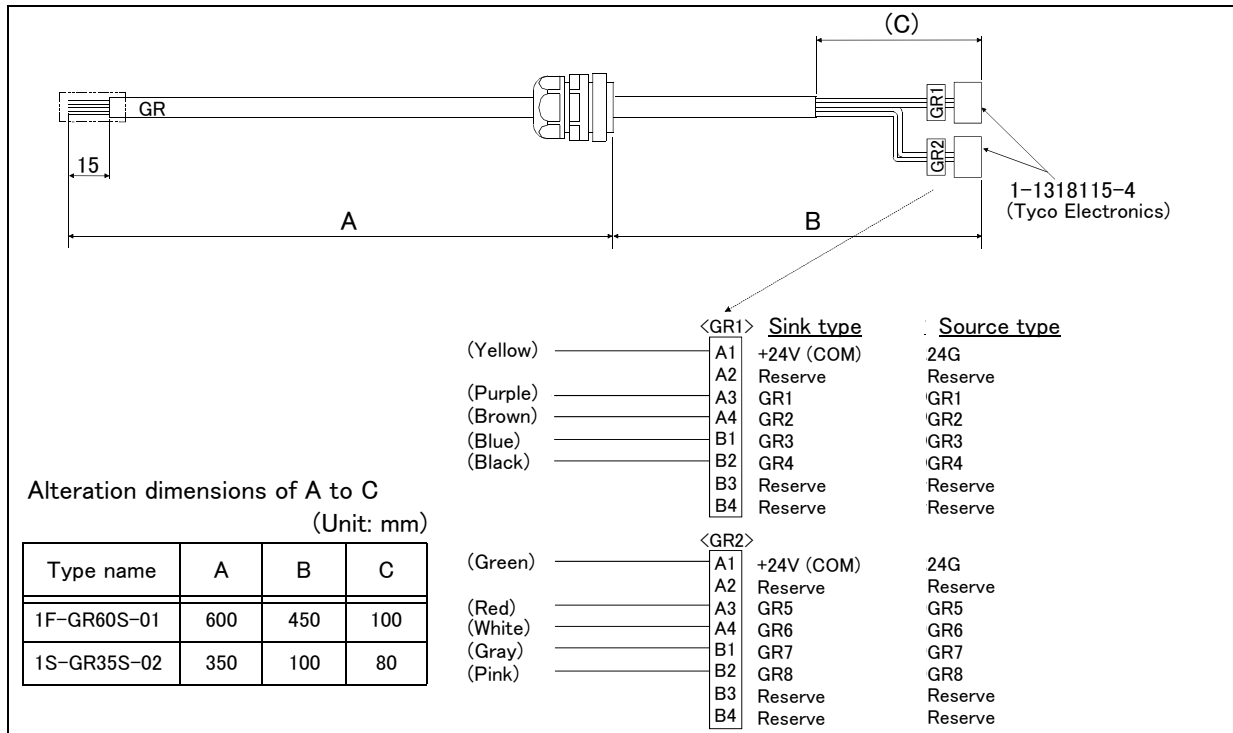 (C)
GR
GR1
GR2
15
1-1318115-4
(Tyco Electronics)
A
B
<GR1> Sink type Source type
(Yellow) A1 +24V (COM) 24G
A2 Reserve Reserve
(Purple) A3 GR1 GR1
(Brown) A4 GR2 GR2
(Blue) B1 GR3 GR3
(Black) B2 GR4 GR4
B3 Reserve Reserve
B4 Reserve Reserve
<GR2>
(Green) A1 +24V (COM) 24G
A2 Reserve Reserve
(Red) A3 GR5 GR5
(White) A4 GR6 GR6
(Gray) B1 GR7 GR7
(Pink) B2 GR8 GR8
B3 Reserve Reserve
B4 Reserve Reserve
Alteration dimensions of A to C
(Unit: mm)
Type name A B C
1F-GR60S-01 600 450 100
1S-GR35S-02 350 100 80